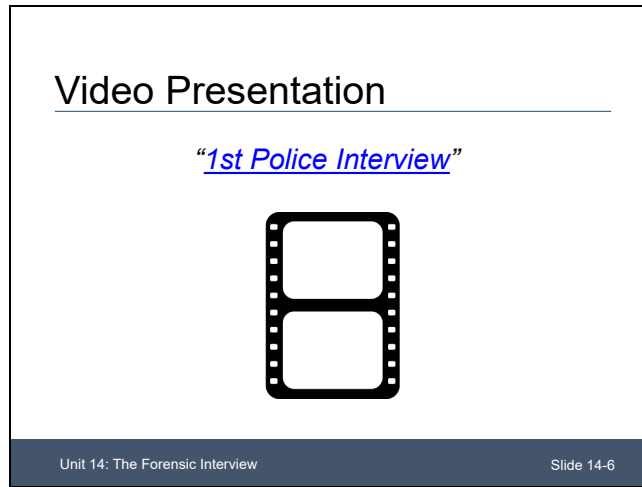 Video Presentation
“1st Police Interview”
Unit 14: The Forensic Interview
Slide 14-6